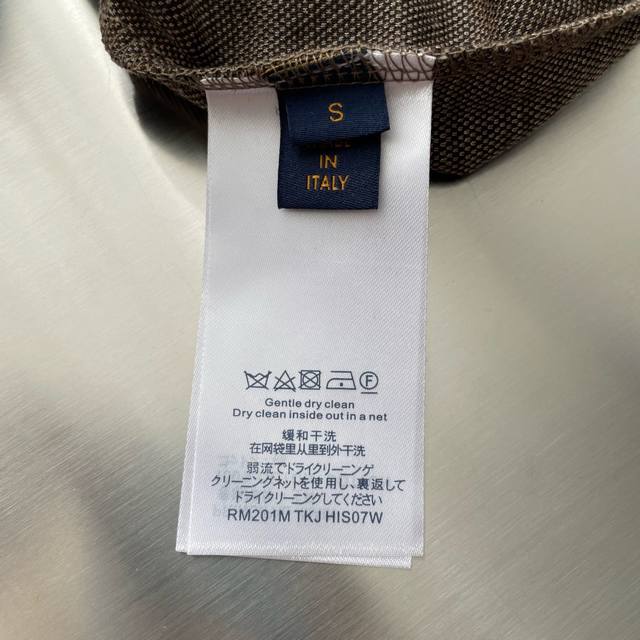 S
IN
ITALY
Gentle dry clean
Dry clean inside out in a net
缓和干洗
在网袋里从里到外干洗
弱流でドライクリーニング
クリーニングネットを使用し、裏返して
ドライクリーニングしてください
RM201M TKJ HIS07W